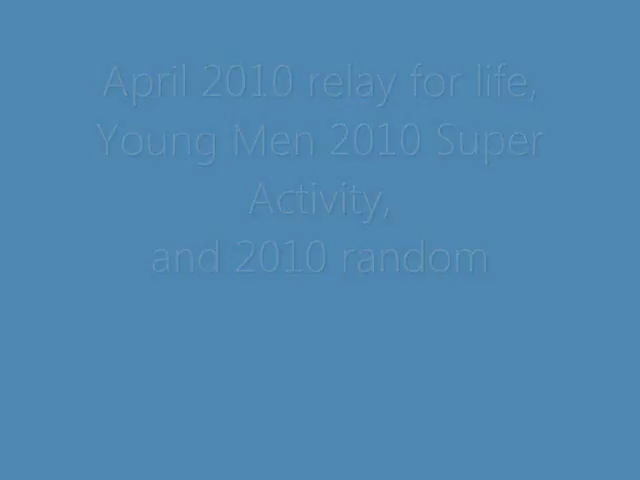 April 2010 relay for life,
Young Men 2010 Super
Activity,
and 2010 random